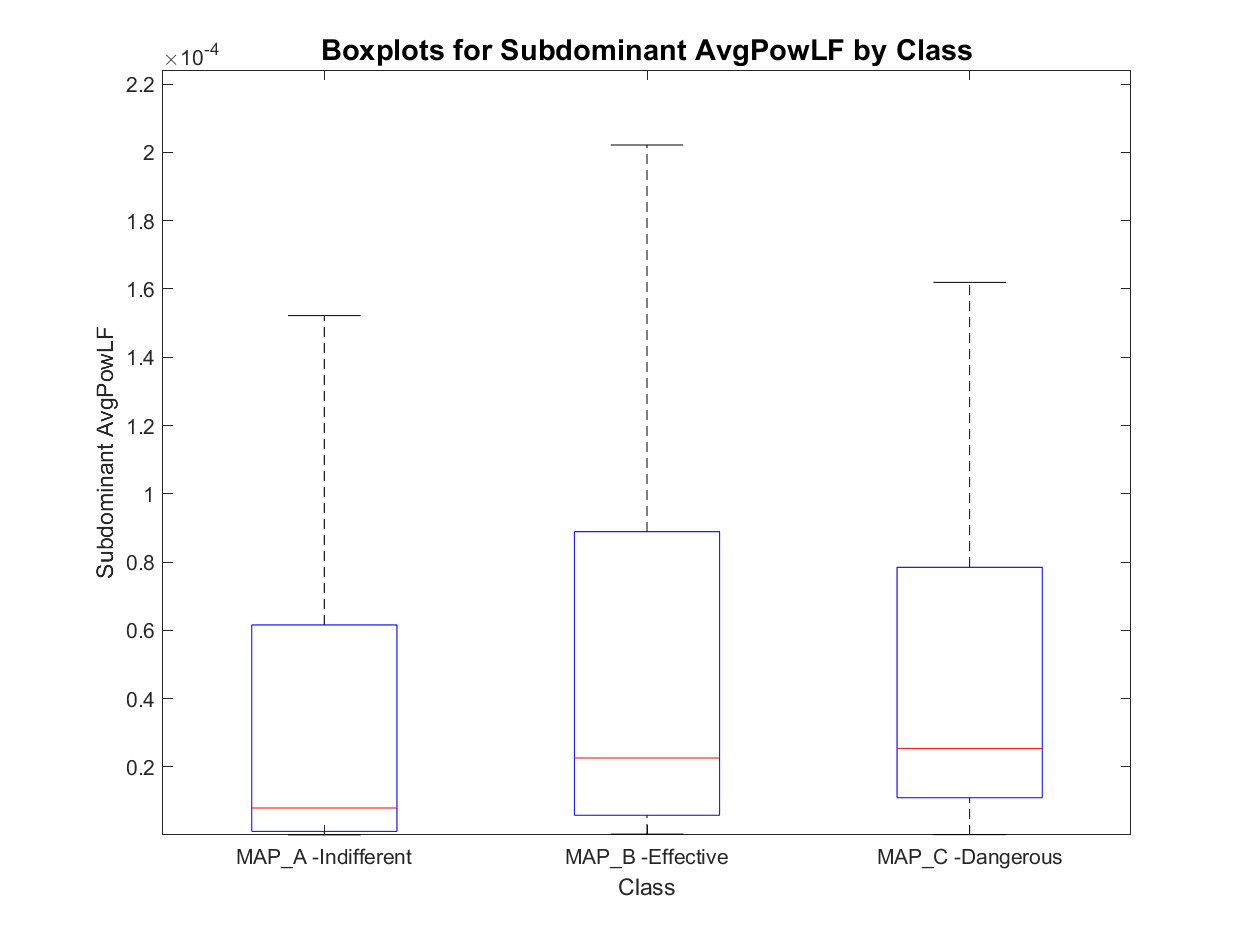 Boxplots for Subdominant AvgPowLF by Class
×10-4
2.2
2
1.8
1.6
1.4
1.2
1
0.8
0.6
0.4
0.2
Subdominant AvgPowLF
MAP_A -Indifferent
MAP_B -Effective
MAP_C -Dangerous
Class